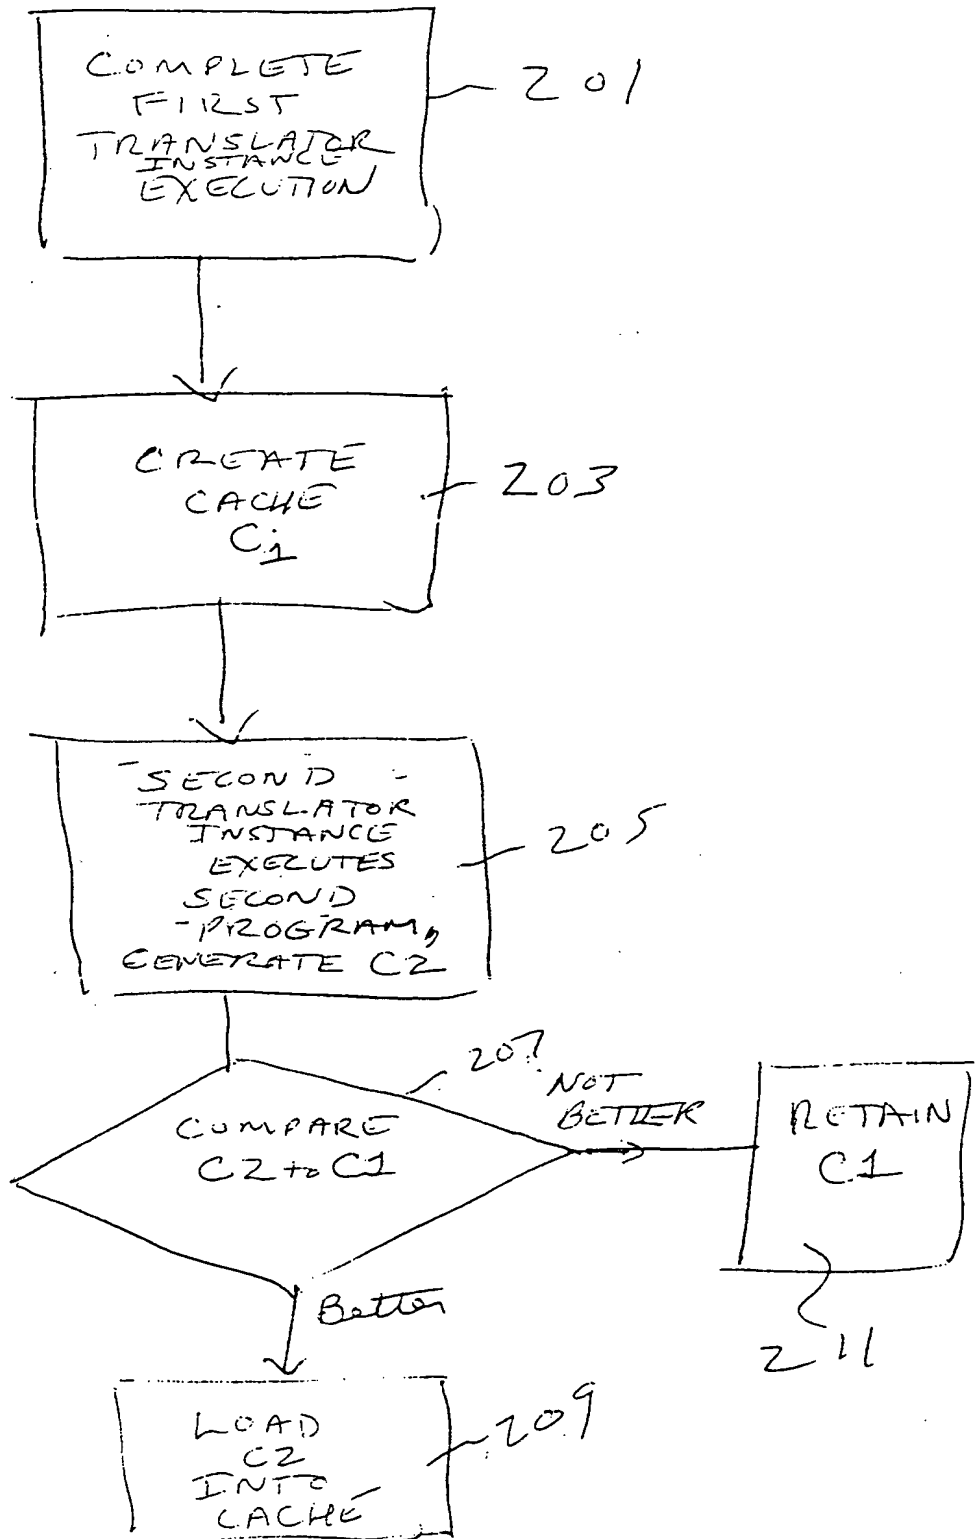 COMPLETE
FIRST
TRANSLATOR
INSTANCE
EXECUTION
201
CREATE
CACHE
C1
203
SECOND
TRANSLATOR
INSTANCE
EXECUTES
SECOND
PROGRAM,
GENERATE C2
205
207
COMPARE
C2 to C1
NOT
BETTER
RETAIN
C1
211
Better
LOAD
C2
INTO
CACHE
209